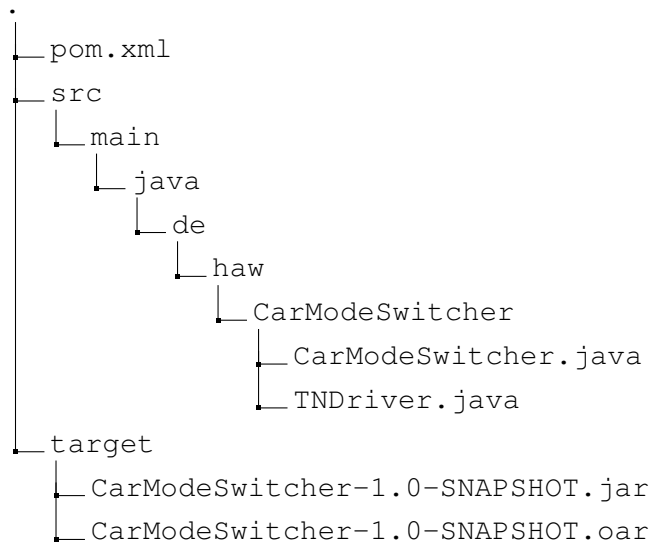 .
pom.xml
src
main
java
de
haw
CarModeSwitcher
CarModeSwitcher.java
TNDriver.java
target
CarModeSwitcher-1.0-SNAPSHOT.jar
CarModeSwitcher-1.0-SNAPSHOT.oar